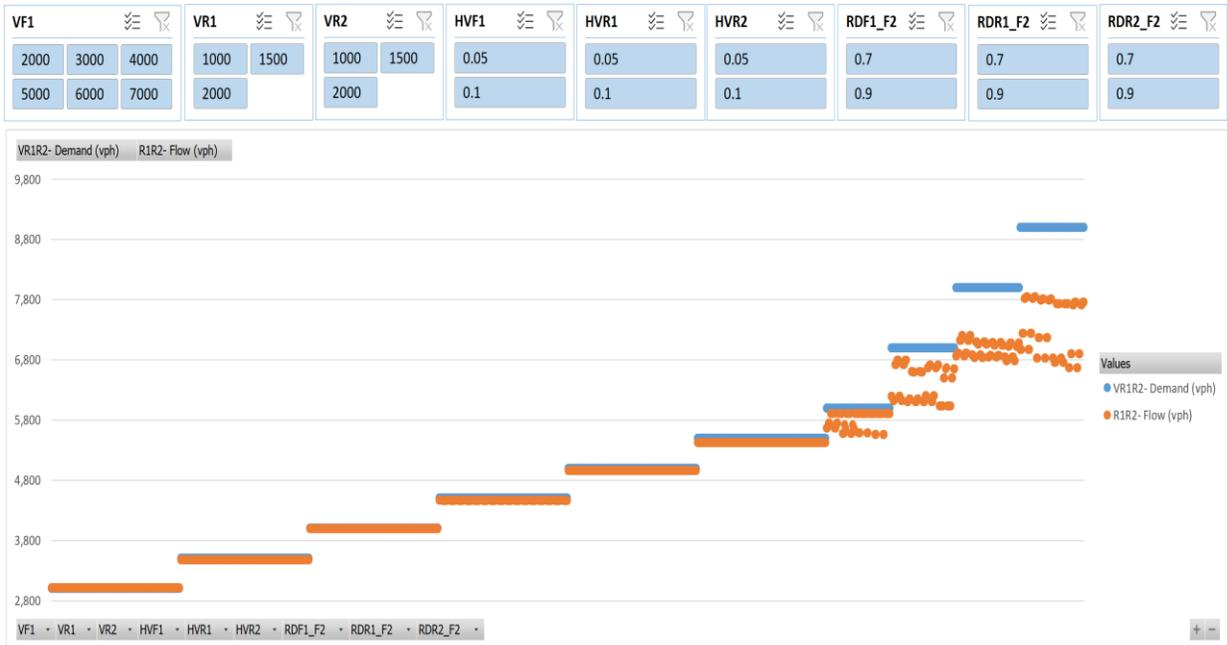 VF1 VR1 VR2 HVF1 HVR1 HVR2 RDF1_F2 RDR1_F2 RDR2_F2
2000 3000 4000 1000 1500 1000 1500 0.05 0.05 0.05 0.7 0.7 0.7
5000 6000 7000 2000 2000 0.1 0.1 0.1 0.9 0.9 0.9
VR1R2- Demand (vph) R1R2- Flow (vph)
9,800
8,800
7,800
6,800
Values
VR1R2- Demand (vph)
R1R2- Flow (vph)
5,800
4,800
3,800
2,800
VF1 VR1 VR2 HVF1 HVR1 HVR2 RDF1_F2 RDR1_F2 RDR2_F2 + -